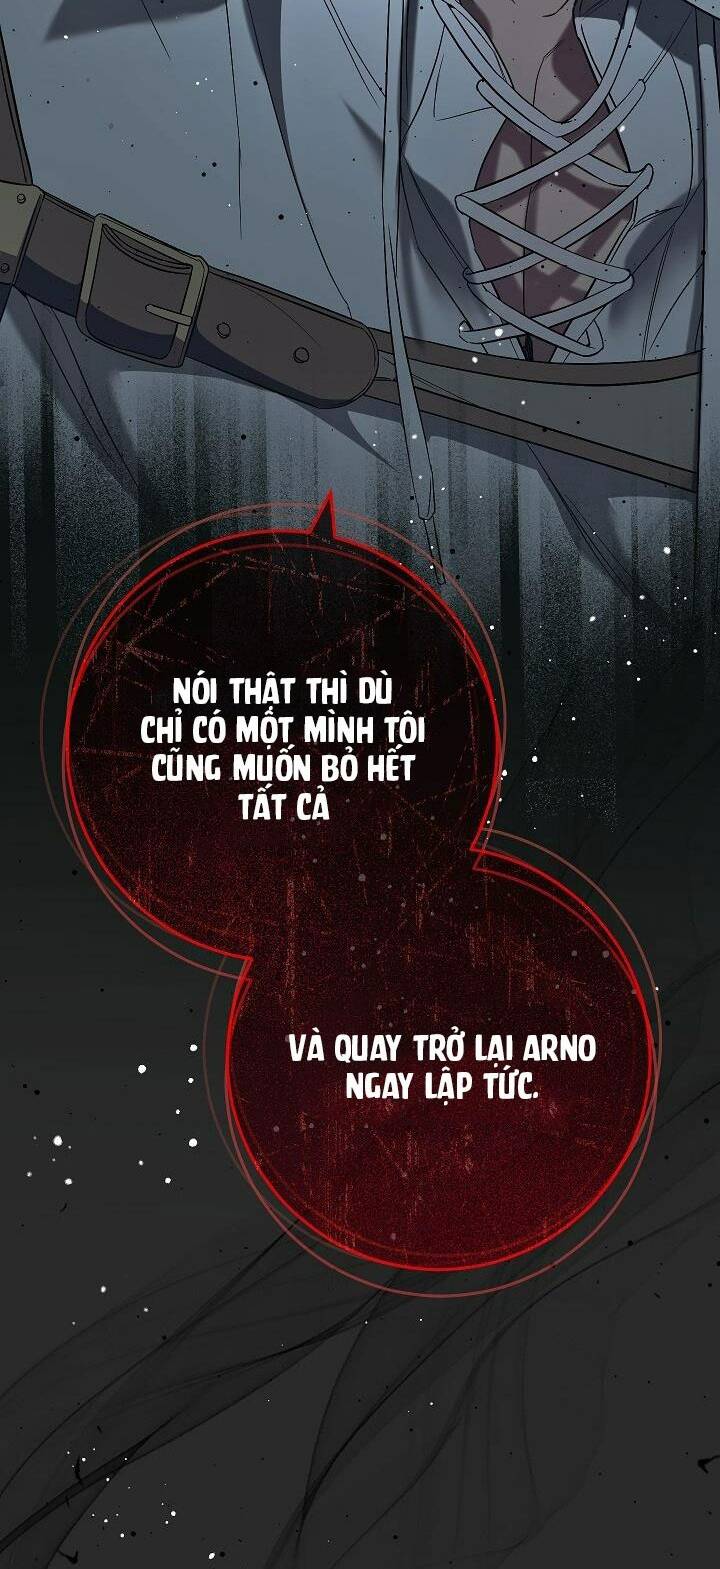 NÓI THẬT THÌ DÙ
CHỈ CÓ MỘT MÌNH TÔI
CŨNG MUỐN BỎ HẾT
TẤT CẢ
VÀ QUAY TRỞ LẠI ARNO
NGAY LẬP TỨC.